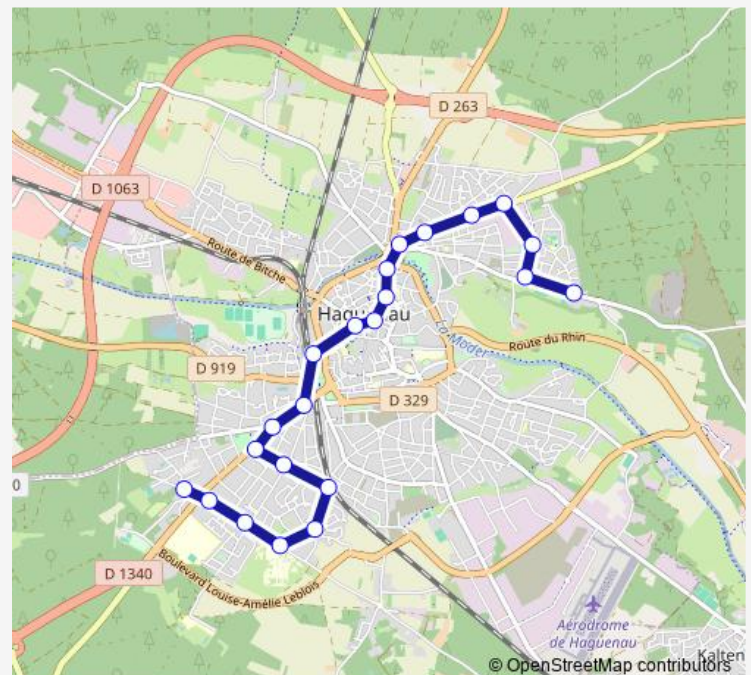 D 263
D 1063
Route de Bitche
Haguenau
La Moder
Route du Rhin
D 919
D 329
0
D 1340
Boulevard Louise-Amélie Leblois
Aérodrome
de Haguenau
Kalten
© OpenStreetMap contributors